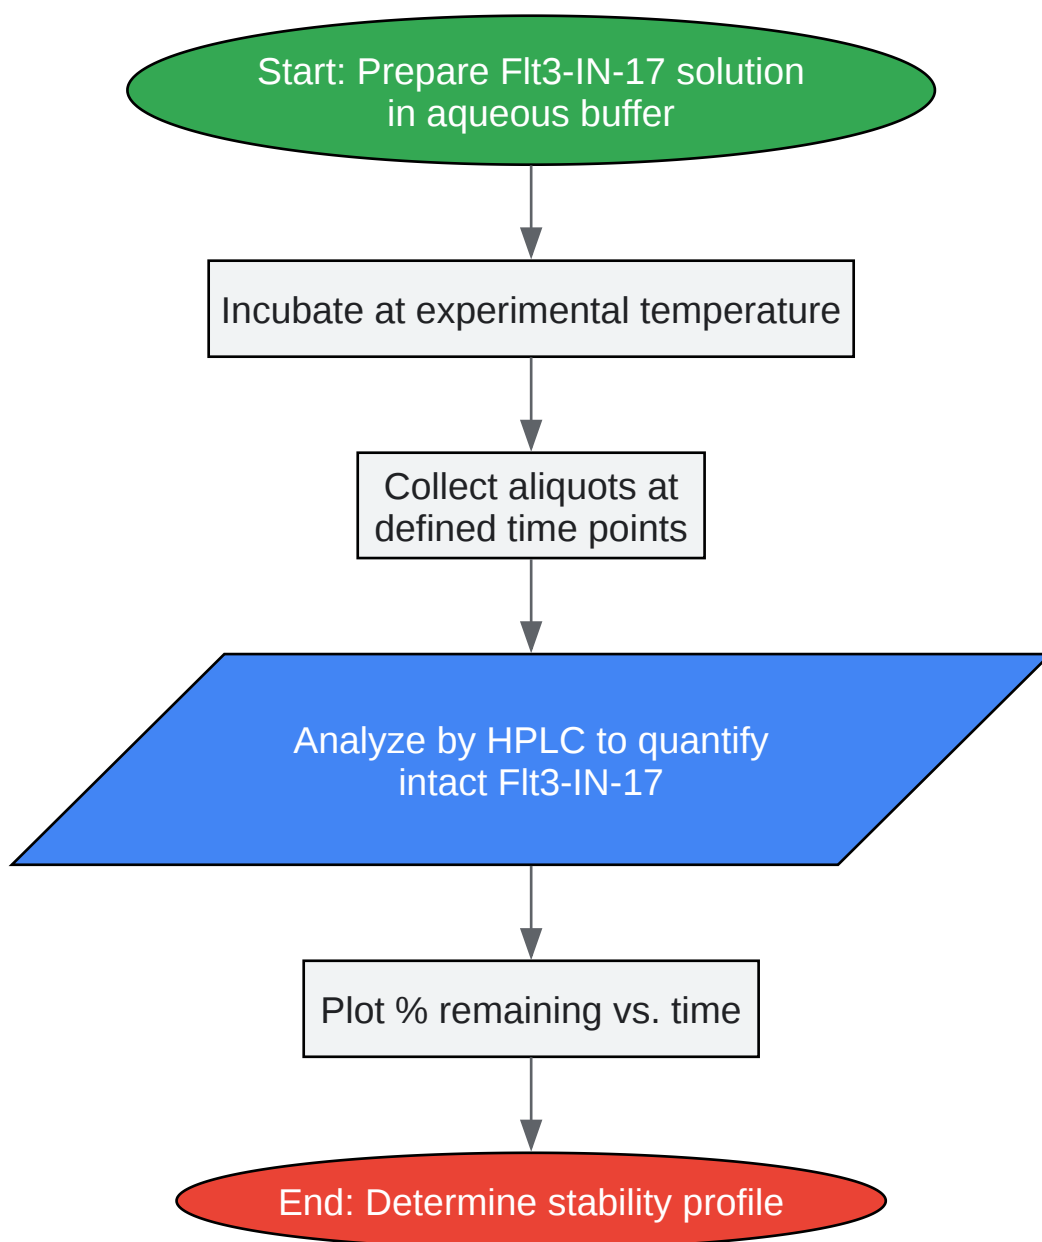 Start: Prepare Flt3-IN-17 solution
in aqueous buffer
Incubate at experimental temperature
Collect aliquots at
defined time points
Analyze by HPLC to quantify
intact Flt3-IN-17
Plot % remaining vs. time
End: Determine stability profile